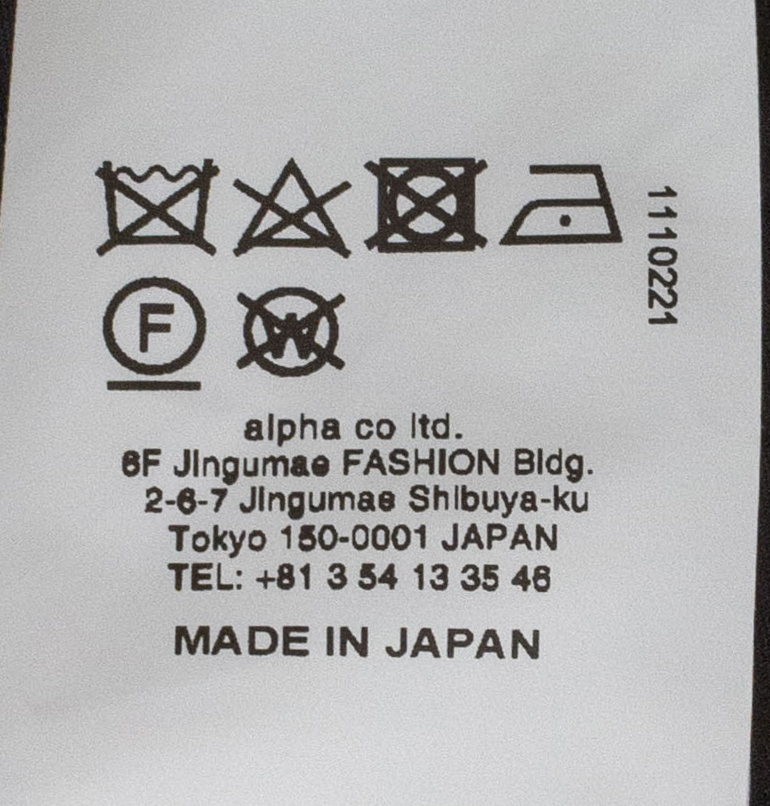 1110221
F
W
alpha co ltd.
6F Jingumae FASHION Bldg.
2-6-7 Jingumae Shibuya-ku
Tokyo 150-0001 JAPAN
TEL: +81 3 54 13 35 46
MADE IN JAPAN